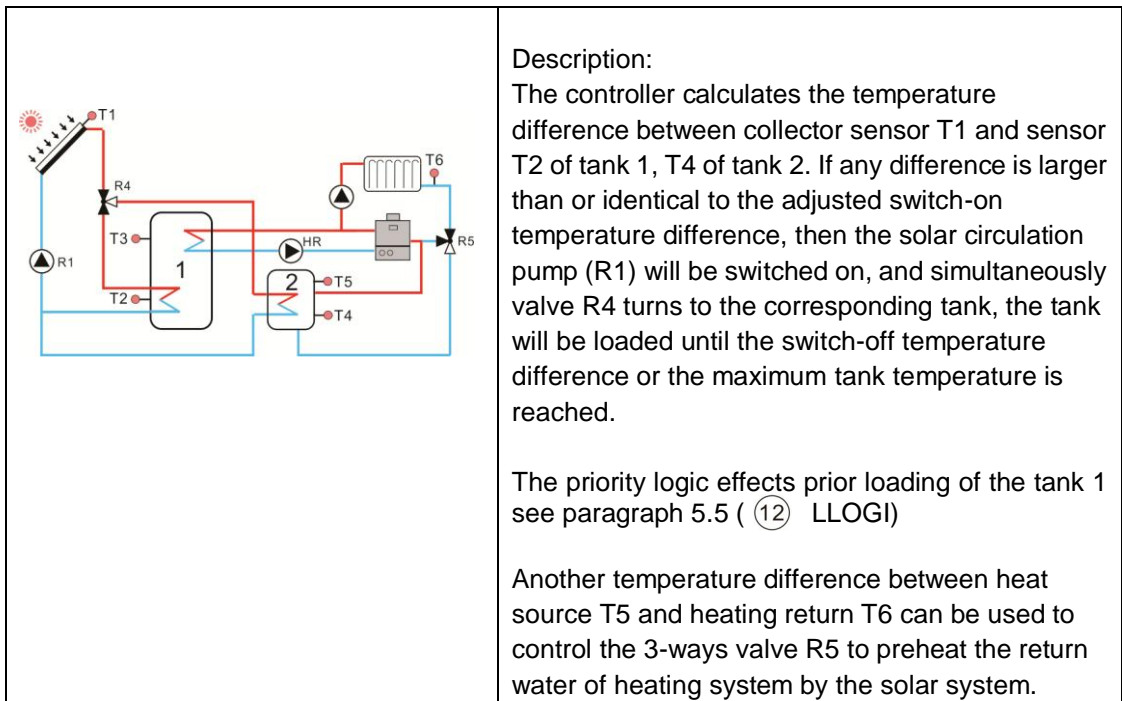 T1
R4
T3
1
R1
T2
HR
2
T5
T4
T6
R5
Description:
The controller calculates the temperature
difference between collector sensor T1 and sensor
T2 of tank 1, T4 of tank 2. If any difference is larger
than or identical to the adjusted switch-on
temperature difference, then the solar circulation
pump (R1) will be switched on, and simultaneously
valve R4 turns to the corresponding tank, the tank
will be loaded until the switch-off temperature
difference or the maximum tank temperature is
reached.
The priority logic effects prior loading of the tank 1
see paragraph 5.5 ( ⑫ LLOGI)
Another temperature difference between heat
source T5 and heating return T6 can be used to
control the 3-ways valve R5 to preheat the return
water of heating system by the solar system.